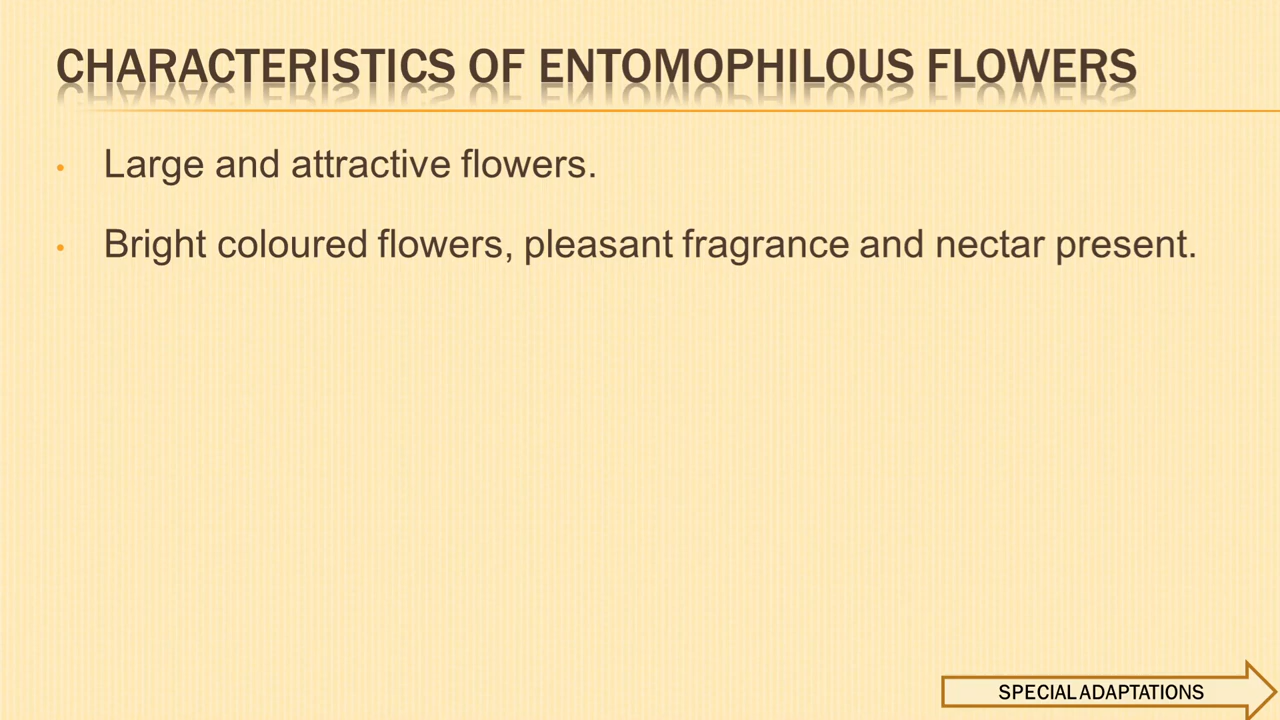 CHARACTERISTICS OF ENTOMOPHILOUS FLOWERS
• Large and attractive flowers.
• Bright coloured flowers, pleasant fragrance and nectar present.
SPECIAL ADAPTATIONS